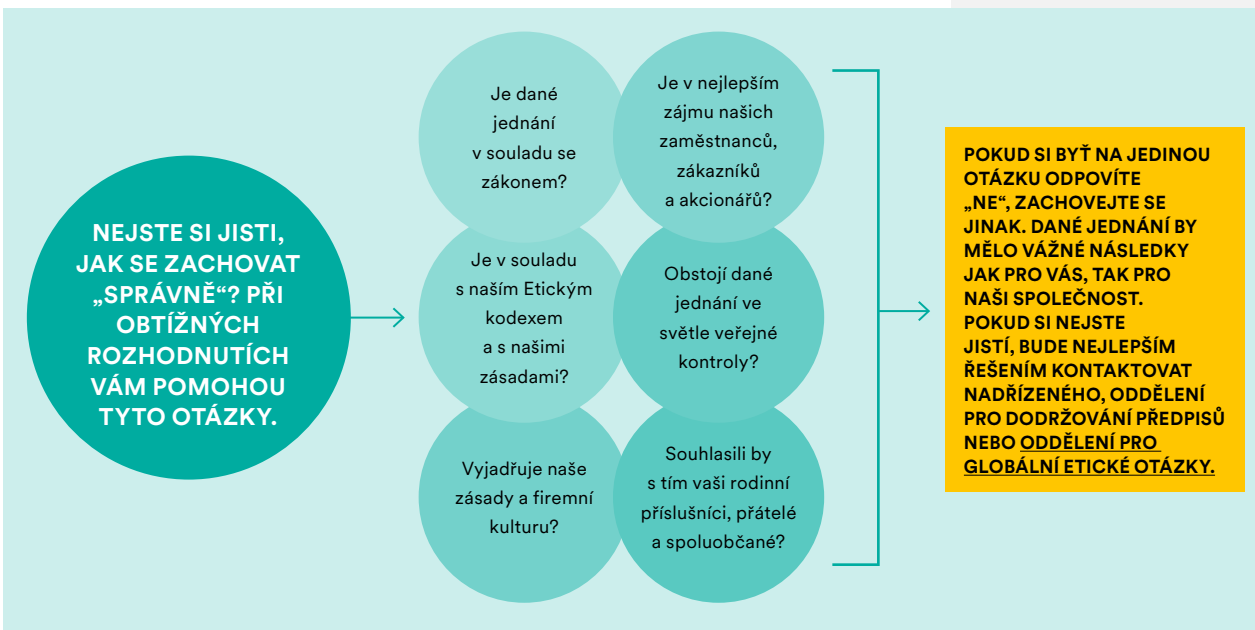 NEJSTE SI JISTI,
JAK SE ZACHOVAT
„SPRÁVNĚ“? PŘI
OBTÍŽNÝCH
ROZHODNUTÍCH
VÁM POMOHOU
TYTO OTÁZKY.
Je dané
jednání
v souladu se
zákonem?
Je v souladu
s naším Etickým
kodexem
a s našimi
zásadami?
Vyjadřuje naše
zásady a firemní
kulturu?
Je v nejlepším
zájmu našich
zaměstnanců,
zákazníků
a akcionářů?
Obstojí dané
jednání ve
světle veřejné
kontroly?
Souhlasili by
s tím vaši rodinní
příslušníci, přátelé
a spoluobčané?
POKUD SI BYŤ NA JEDINOU
OTÁZKU ODPOVÍTE
„NE“, ZACHOVEJTE SE
JINAK. DANÉ JEDNÁNÍ BY
MĚLO VÁŽNÉ NÁSLEDKY
JAK PRO VÁS, TAK PRO
NAŠI SPOLEČNOST.
POKUD SI NEJSTE
JISTÍ, BUDE NEJLEPŠÍM
ŘEŠENÍM KONTAKTOVAT
NADŘÍZENÉHO, ODDĚLENÍ
PRO DODRŽOVÁNÍ PŘEDPISŮ
NEBO ODDĚLENÍ PRO
GLOBÁLNÍ ETICKÉ OTÁZKY.